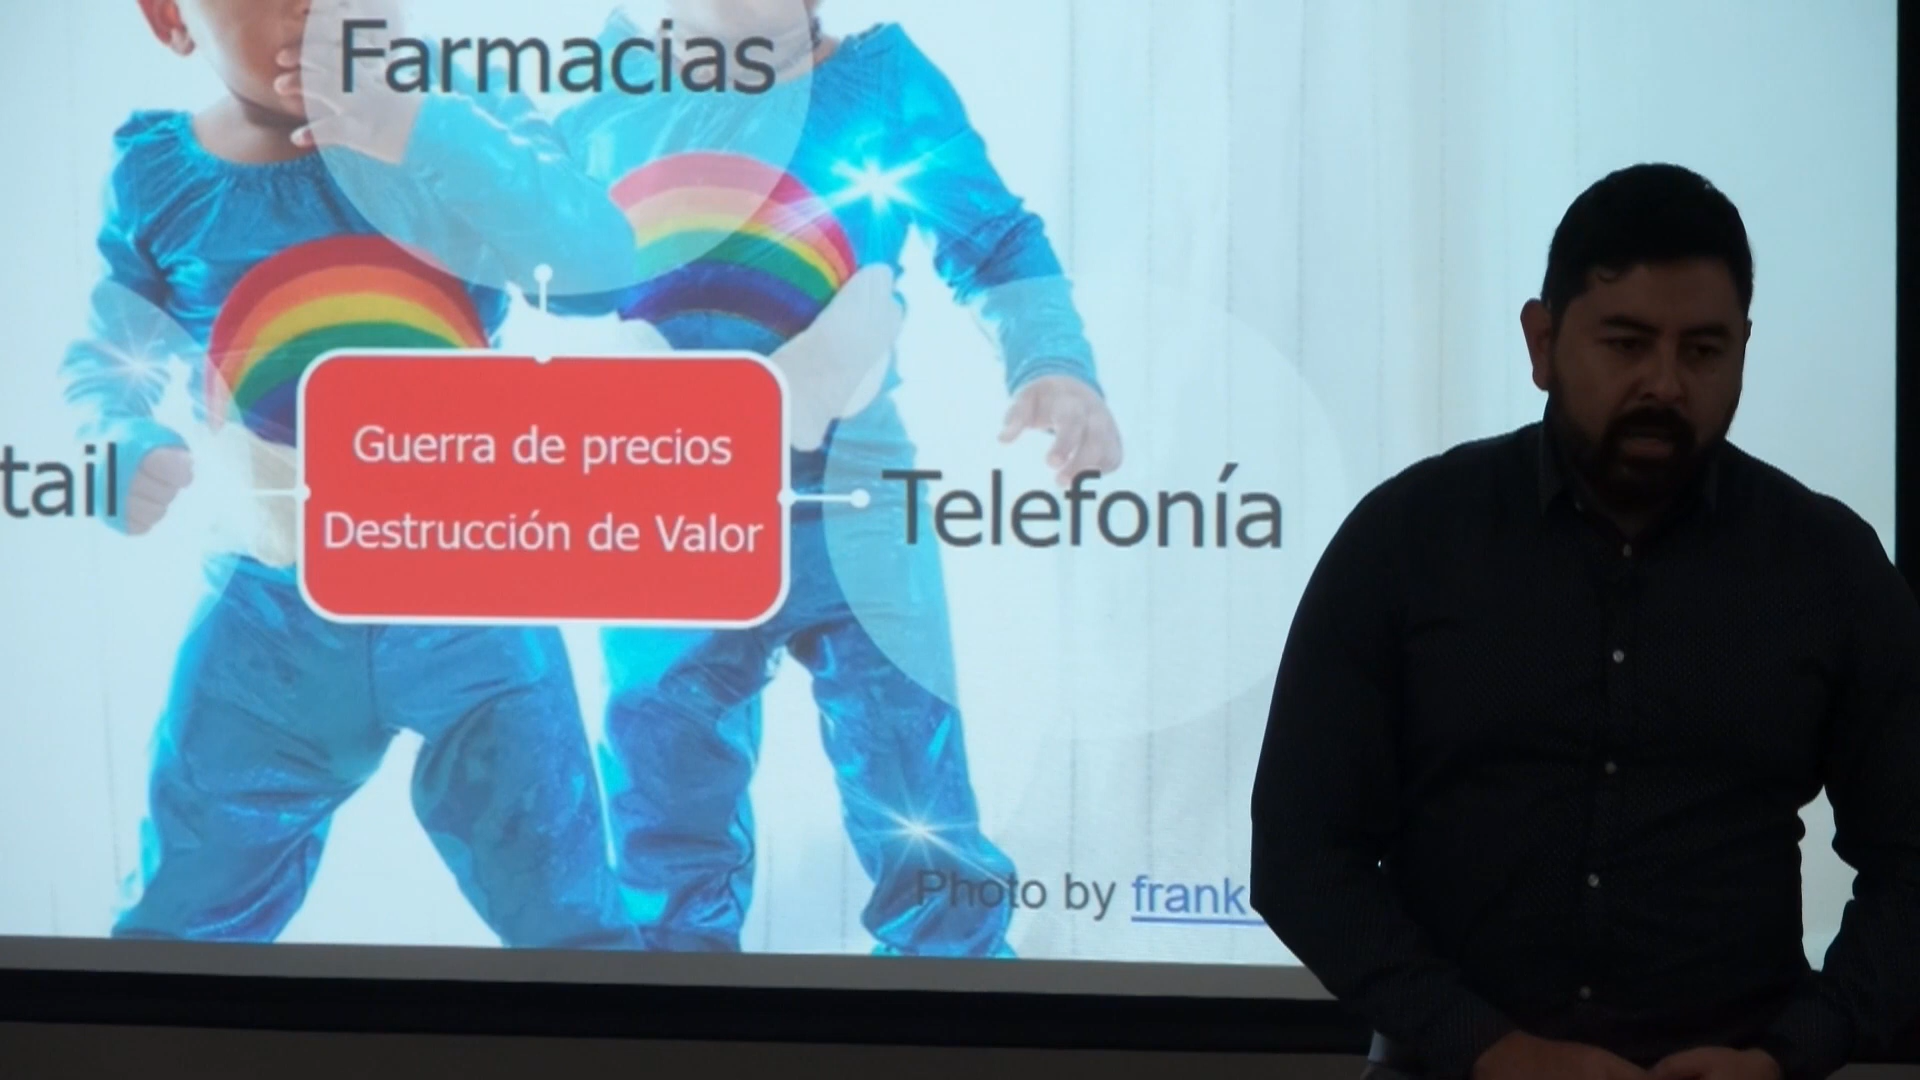 Farmacias
Guerra de precios
Destrucción de Valor
tail
Telefonía
Photo by frank